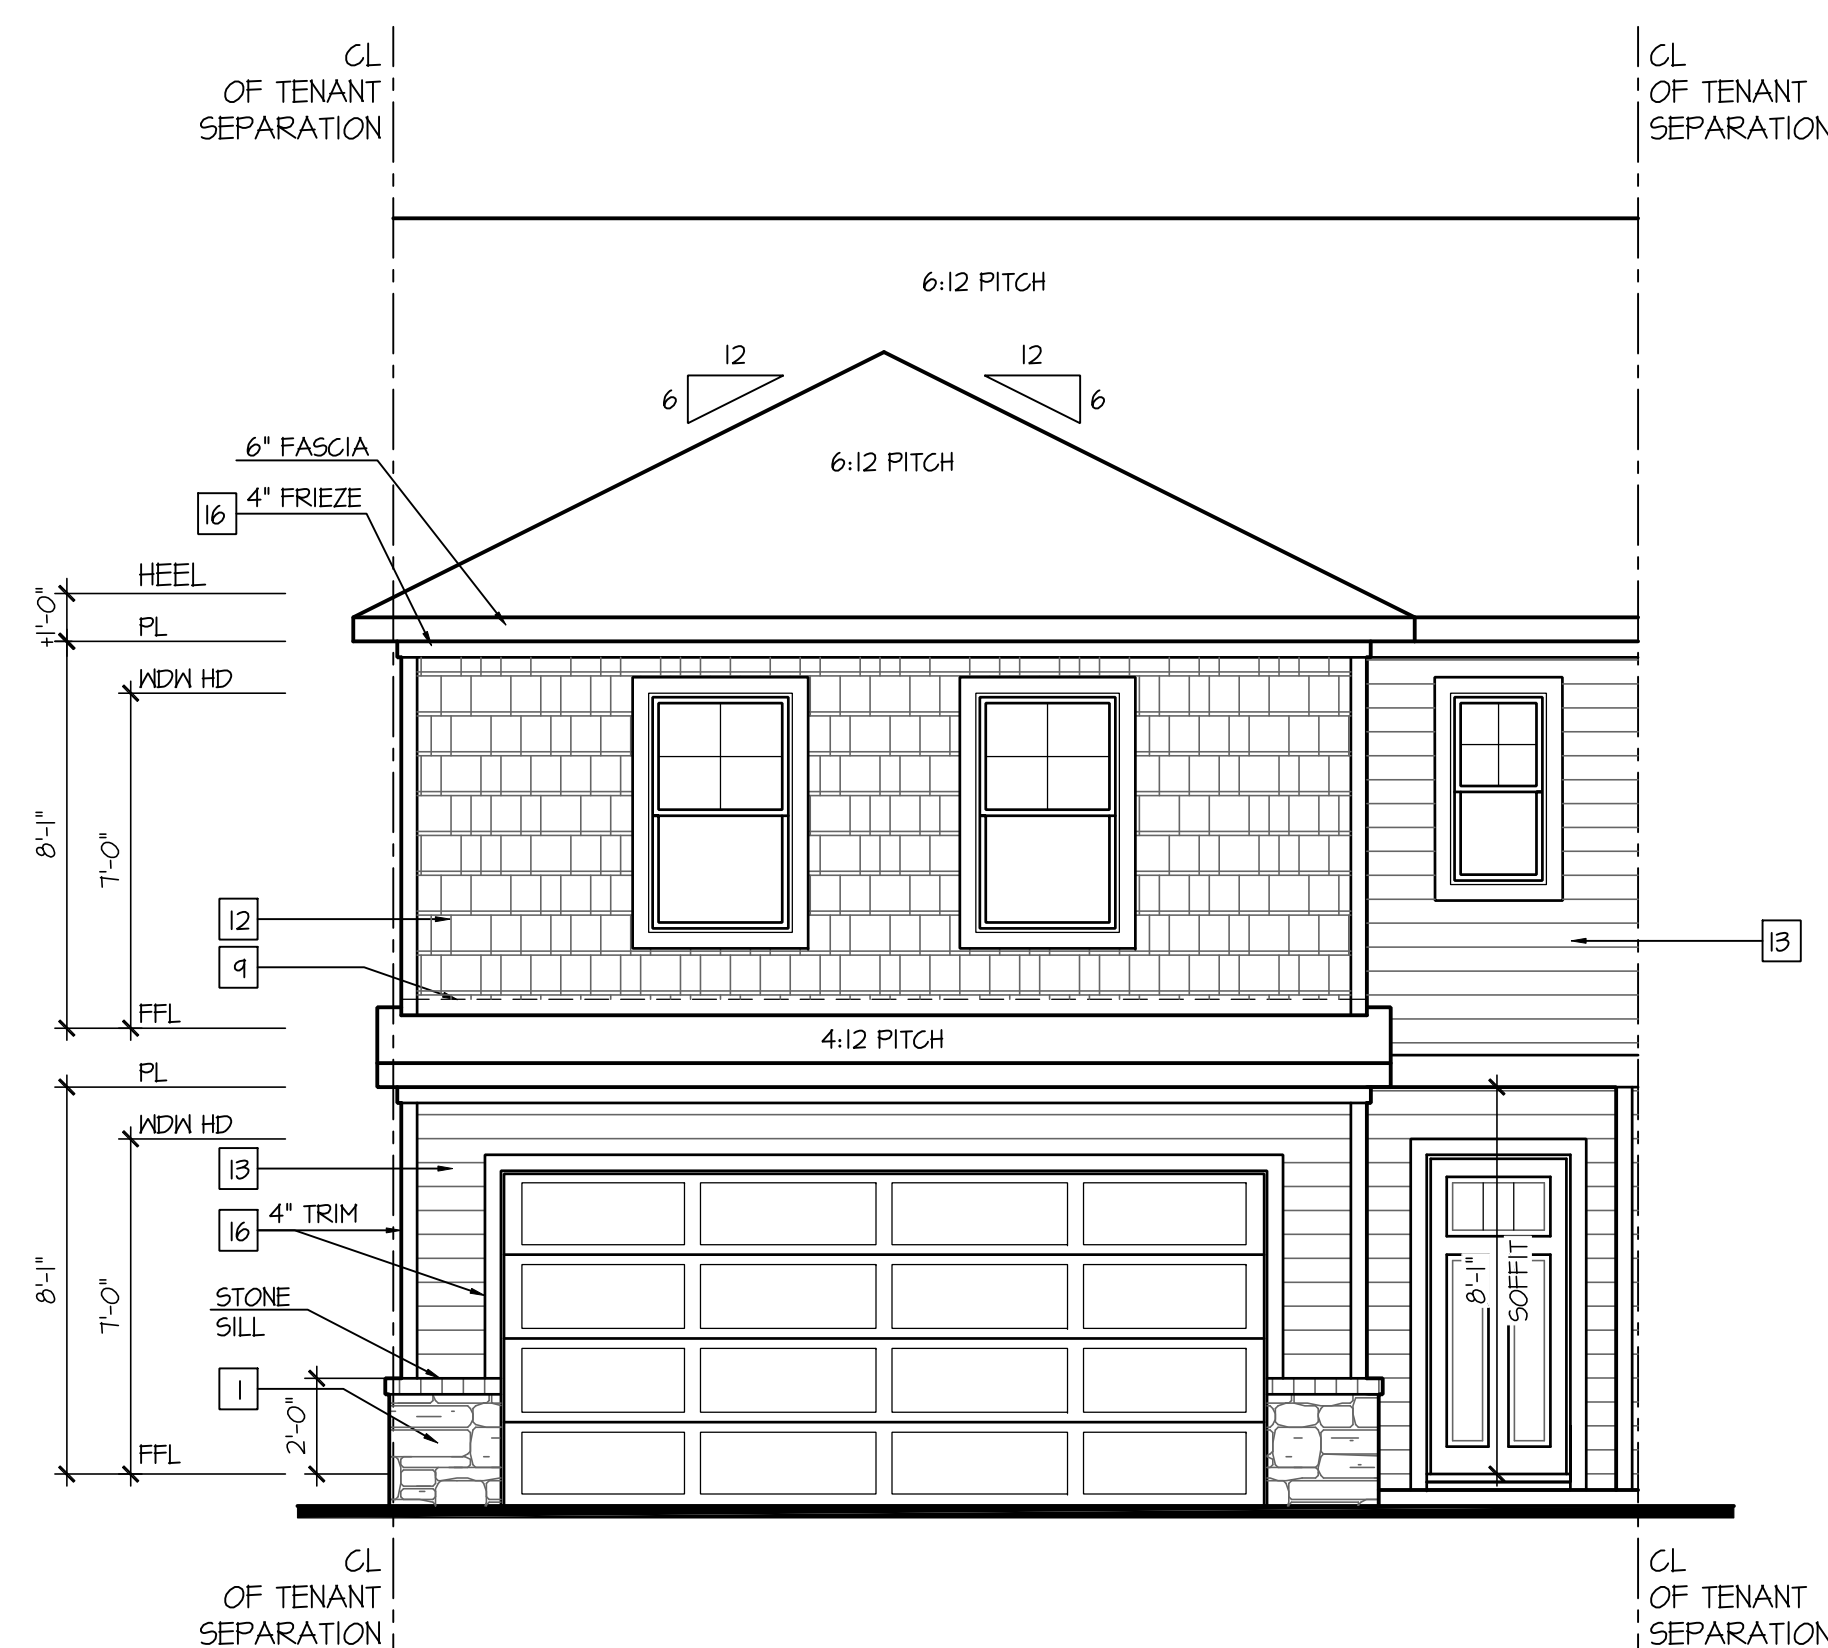 CL
OF TENANT
SEPARATION
CL
OF TENANT
SEPARATION
6:12 PITCH
12
6
12
6
6:12 PITCH
6" FASCIA
16
4" FRIEZE
HEEL
±1'-0"
PL
WDW HD
8'-1"
7'-0"
12
9
13
FFL
4:12 PITCH
PL
WDW HD
13
16
4" TRIM
8'-1"
7'-0"
STONE
SILL
1
2'-0"
FFL
8'-1"
SOFFIT
CL
OF TENANT
SEPARATION
CL
OF TENANT
SEPARATION